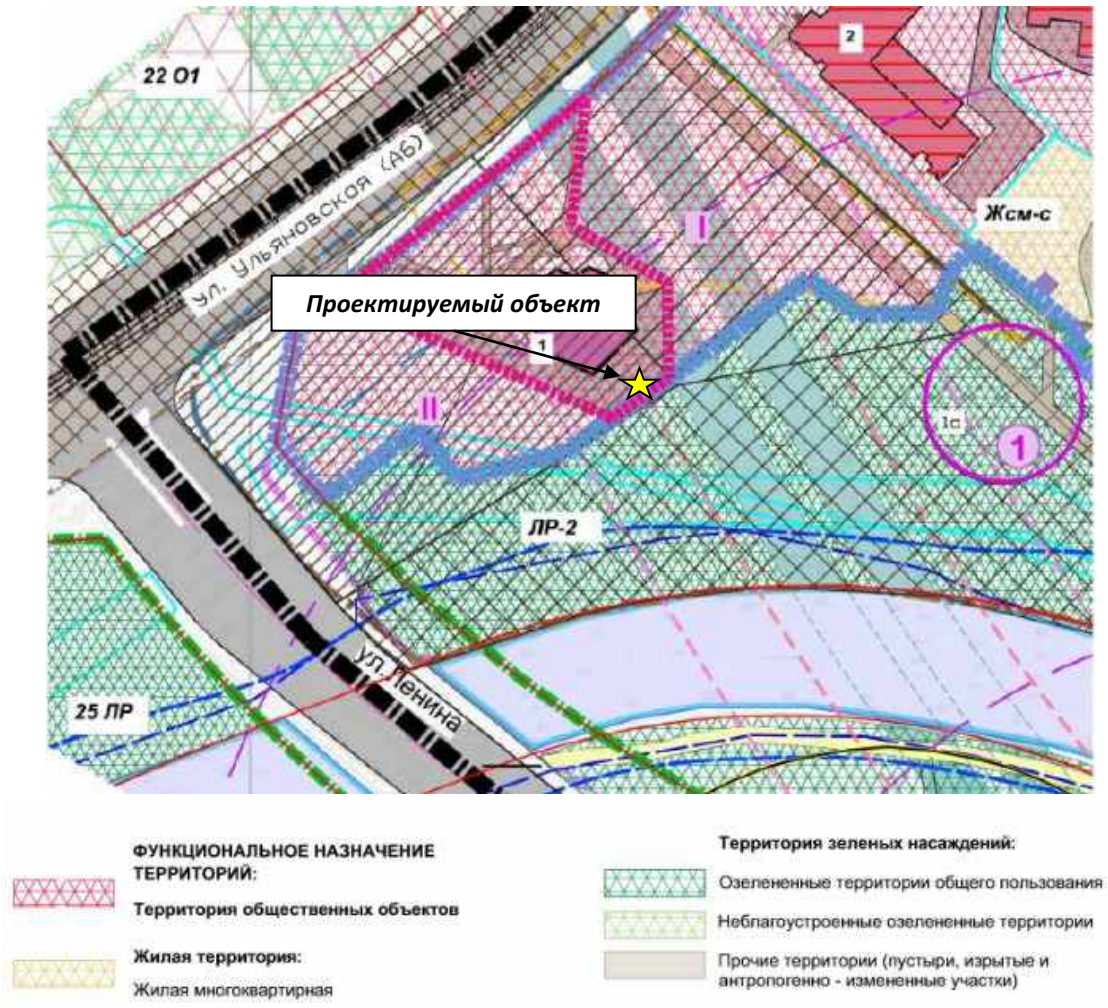 22 О1
2
ул. Ульяновская (А6)
Жсм-с
I
Проектируемый объект
1
II
1
ЛР-2
ул. Ленина
25 ЛР
ФУНКЦИОНАЛЬНОЕ НАЗНАЧЕНИЕ
ТЕРРИТОРИЙ:
Территория общественных объектов
Жилая территория:
Жилая многоквартирная
Территория зеленых насаждений:
Озелененные территории общего пользования
Неблагоустроенные озелененные территории
Прочие территории (пустыри, изрытые и
антропогенно - измененные участки)